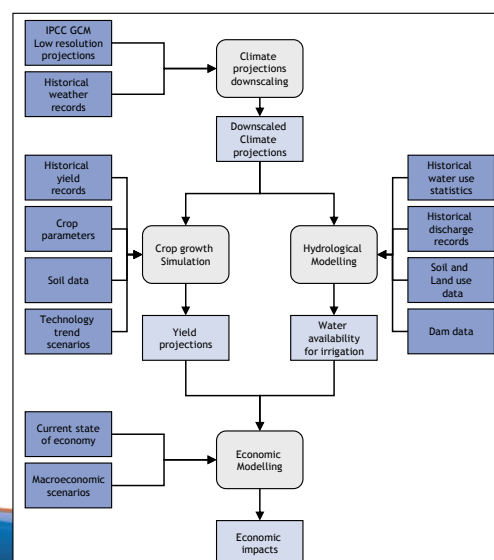 IPCC GCM
Low resolution
projections
Historical
weather
records
Climate
projections
downscaling
Downscaled
Climate
projections
Historical
yield
records
Crop
parameters
Soil data
Technology
trend
scenarios
Crop growth
Simulation
Hydrological
Modelling
Historical
water use
statistics
Historical
discharge
records
Soil and
Land use
data
Dam data
Yield
projections
Water
availability
for irrigation
Current state
of economy
Macroeconomic
scenarios
Economic
Modelling
Economic
impacts